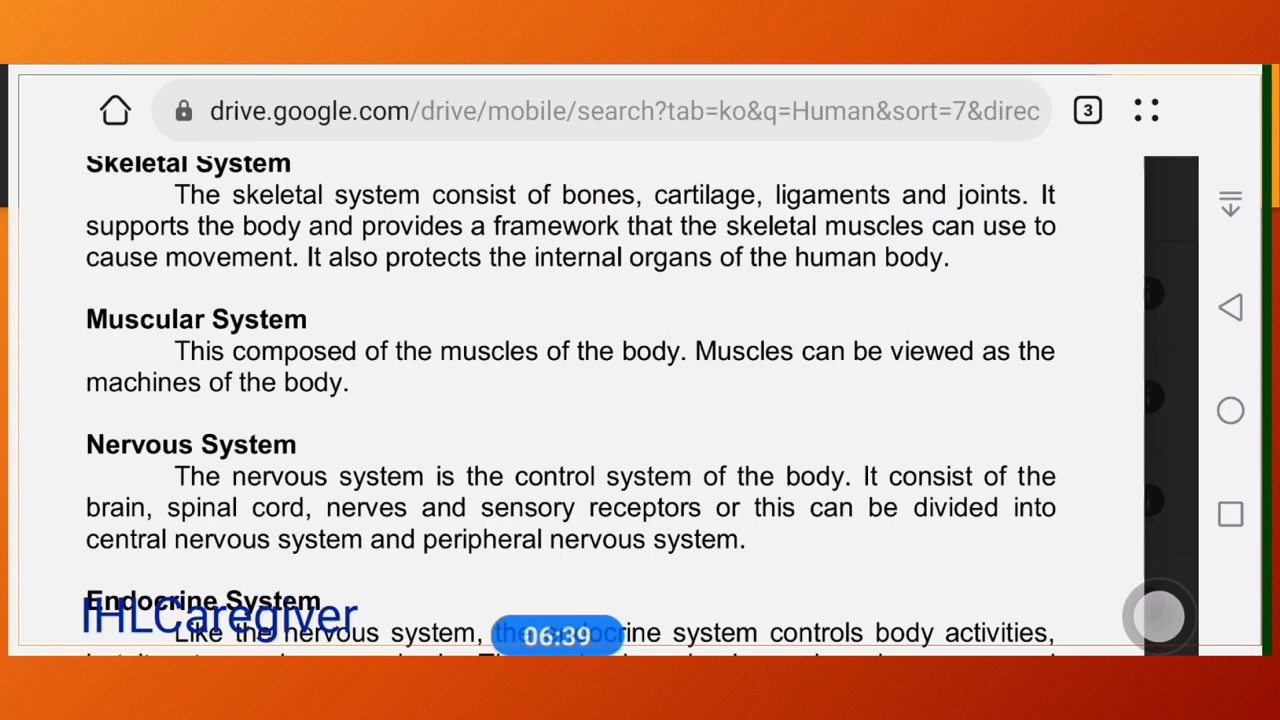 drive.google.com/drive/mobile/search?tab=ko&q=Human&sort=7&direc
3
Skeletal System
The skeletal system consist of bones, cartilage, ligaments and joints. It
supports the body and provides a framework that the skeletal muscles can use to
cause movement. It also protects the internal organs of the human body.
Muscular System
This composed of the muscles of the body. Muscles can be viewed as the
machines of the body.
Nervous System
The nervous system is the control system of the body. It consist of the
brain, spinal cord, nerves and sensory receptors or this can be divided into
central nervous system and peripheral nervous system.
Endocrine System
IHLCaregiver
Like the nervous system, the endocrine system controls body activities,
06:39